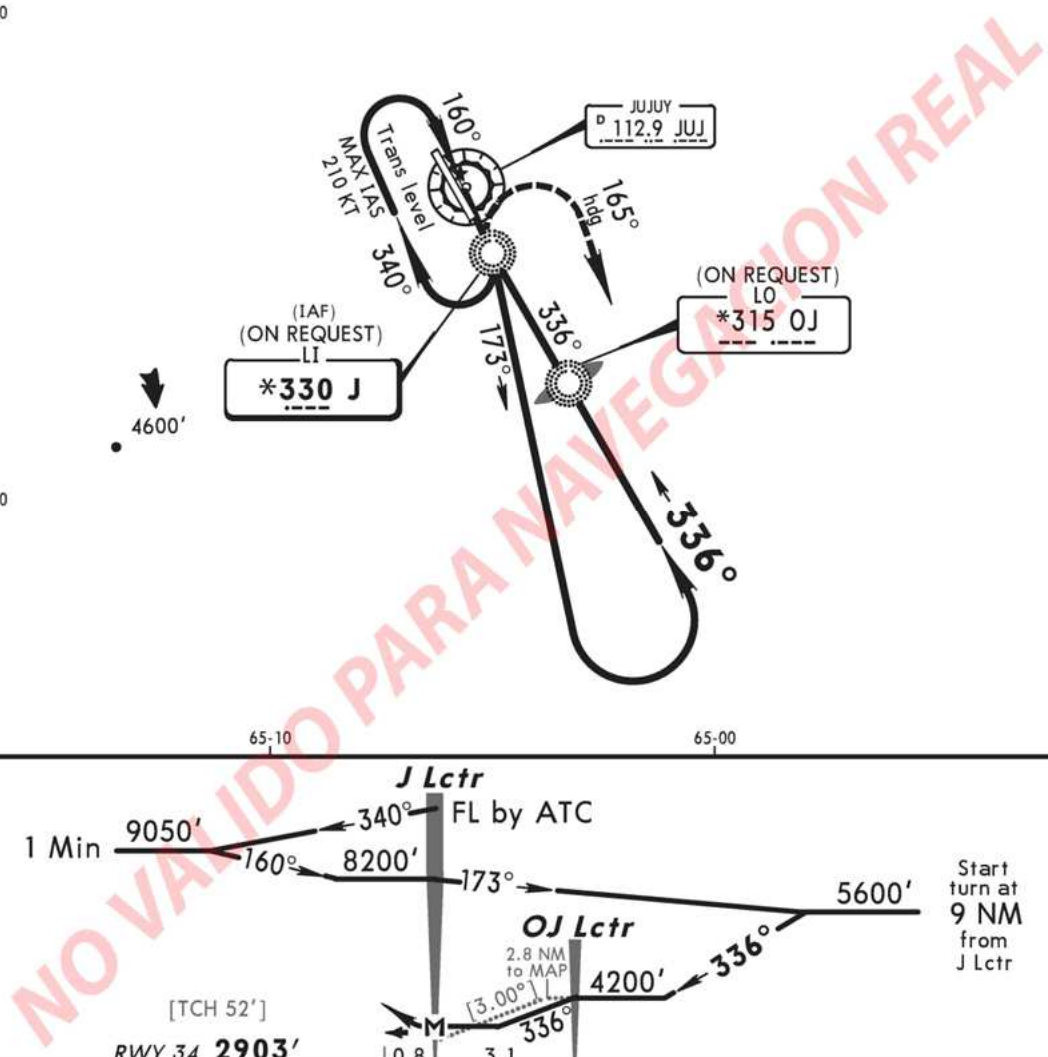 0
160°
JUJUY
D 112.9 JUJ
Trans level
MAX IAS
210 KT
165°
hdg
340°
(IAF)
(ON REQUEST)
LI
*330 J
173°
336°
(ON REQUEST)
LO
*315 OJ
4600'
0
336°
NO VALIDO PARA NAVEGACION REAL
65-10
65-00
J Lctr
FL by ATC
340°
1 Min
9050'
160°
8200'
173°
5600'
Start
turn at
9 NM
from
J Lctr
OJ Lctr
2.8 NM
to MAP
4200'
336°
[3.00°]
336°
M
[TCH 52']
RWY 34 2903'
0.8
3.1